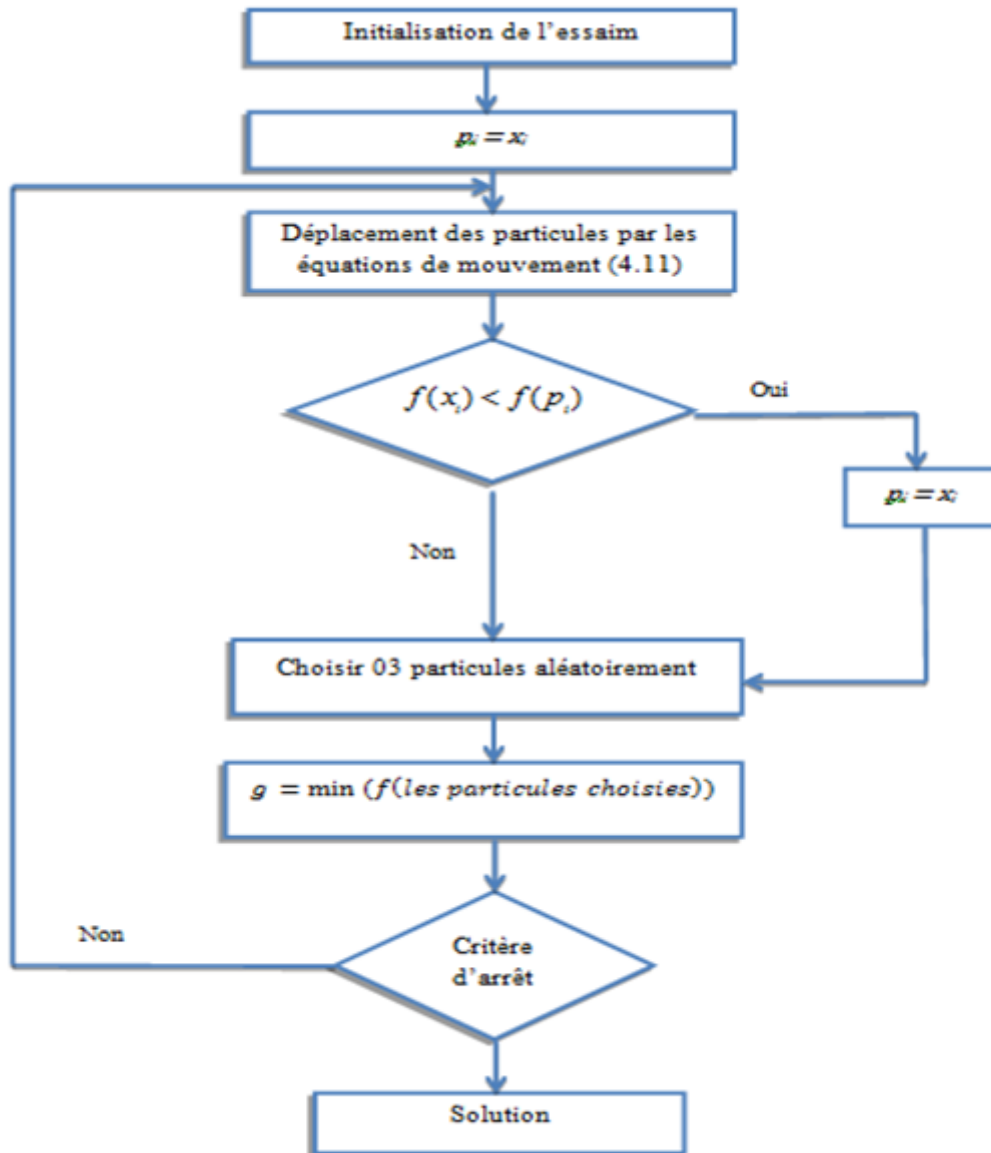 Initialisation de l'essaim
pᵢ = xᵢ
Déplacement des particules par les
équations de mouvement (4.11)
f(xᵢ) < f(pᵢ)
Oui
pᵢ = xᵢ
Non
Choisir 03 particules aléatoirement
g = min (f(les particules choisies))
Non
Critère
d'arrêt
Solution